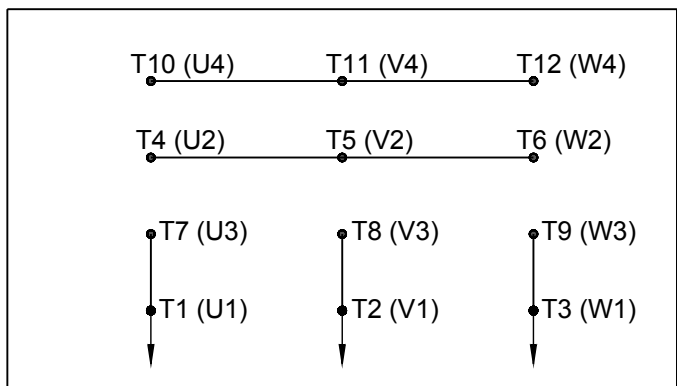 T10 (U4) T11 (V4) T12 (W4)
T4 (U2) T5 (V2) T6 (W2)
T7 (U3) T8 (V3) T9 (W3)
T1 (U1) T2 (V1) T3 (W1)